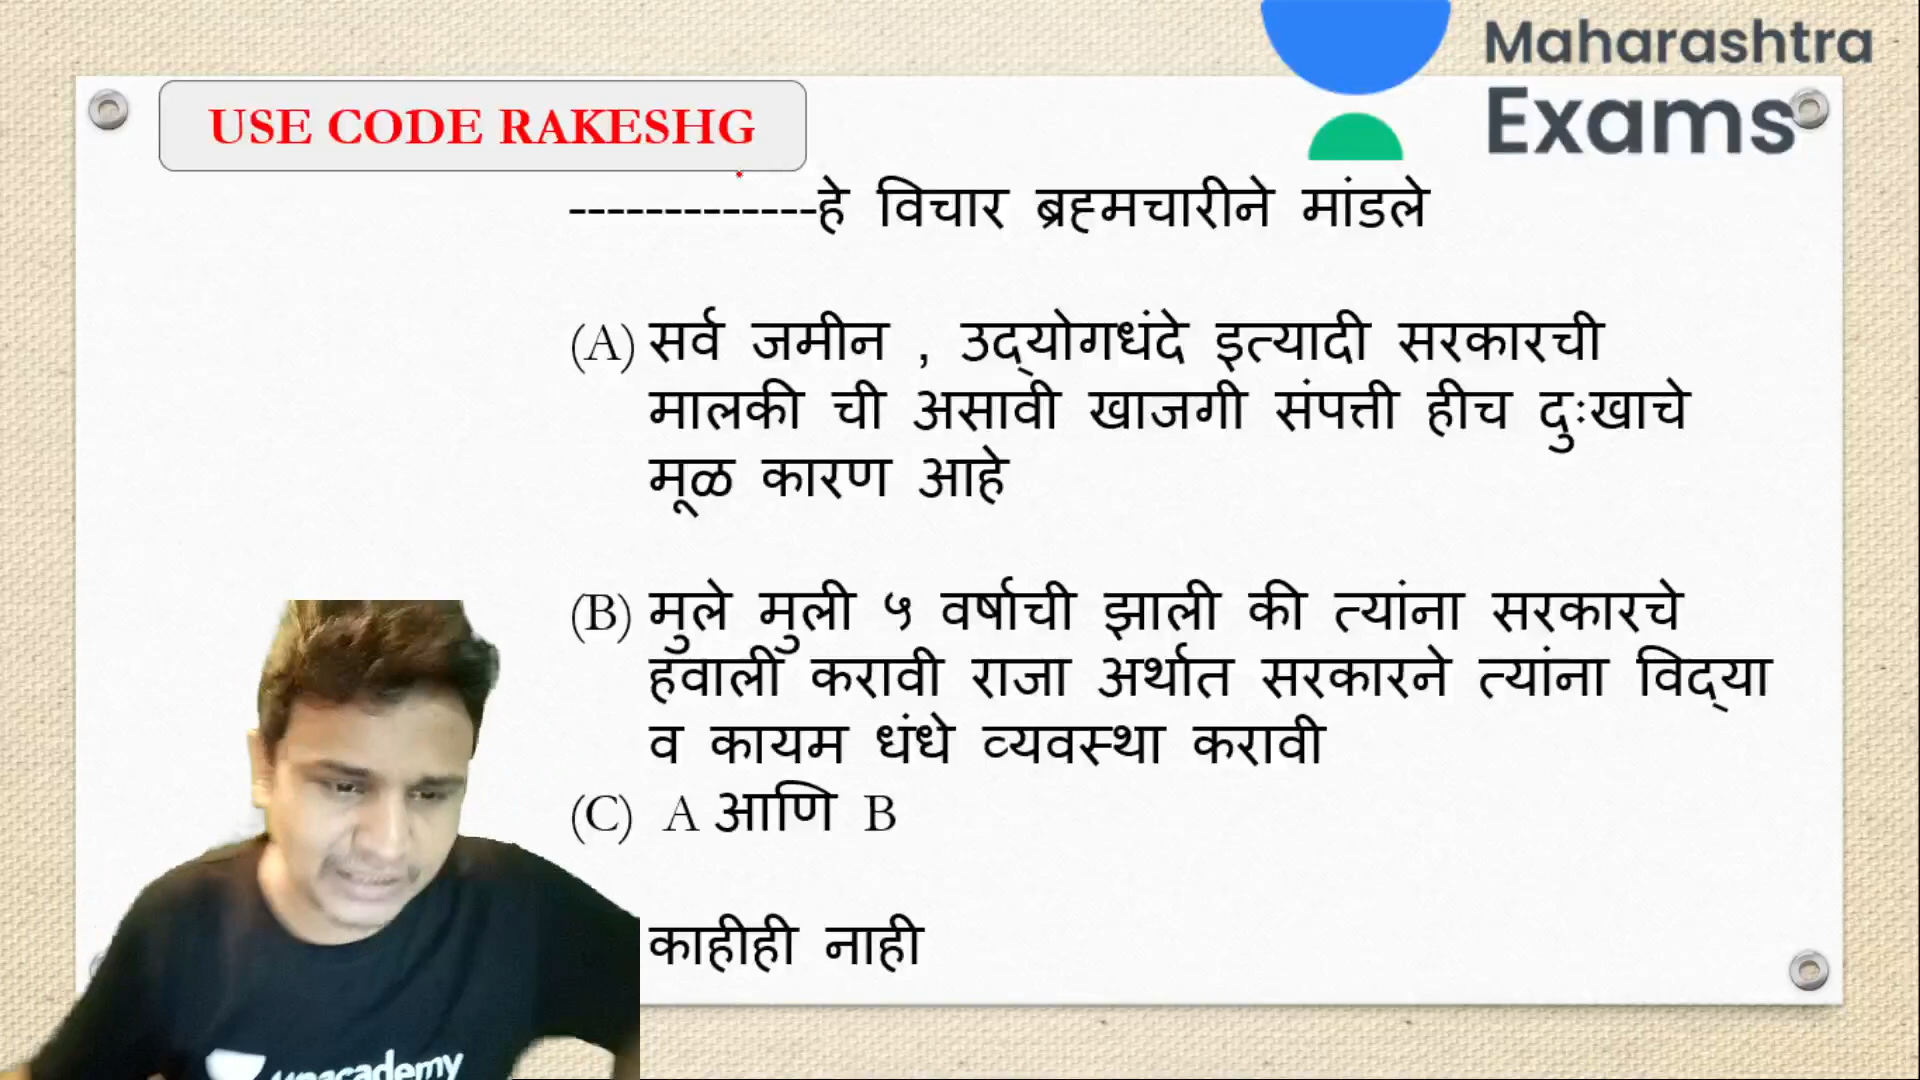 Maharashtra
Exams
USE CODE RAKESHG
-------------हे विचार ब्रह्मचारीने मांडले
(A) सर्व जमीन , उद्योगधंदे इत्यादी सरकारची
मालकी ची असावी खाजगी संपत्ती हीच दुःखाचे
मूळ कारण आहे
(B) मुले मुली ५ वर्षाची झाली की त्यांना सरकारचे
हवाली करावी राजा अर्थात सरकारने त्यांना विद्या
व कायम धंधे व्यवस्था करावी
(C) A आणि B
काहीही नाही
unacademy